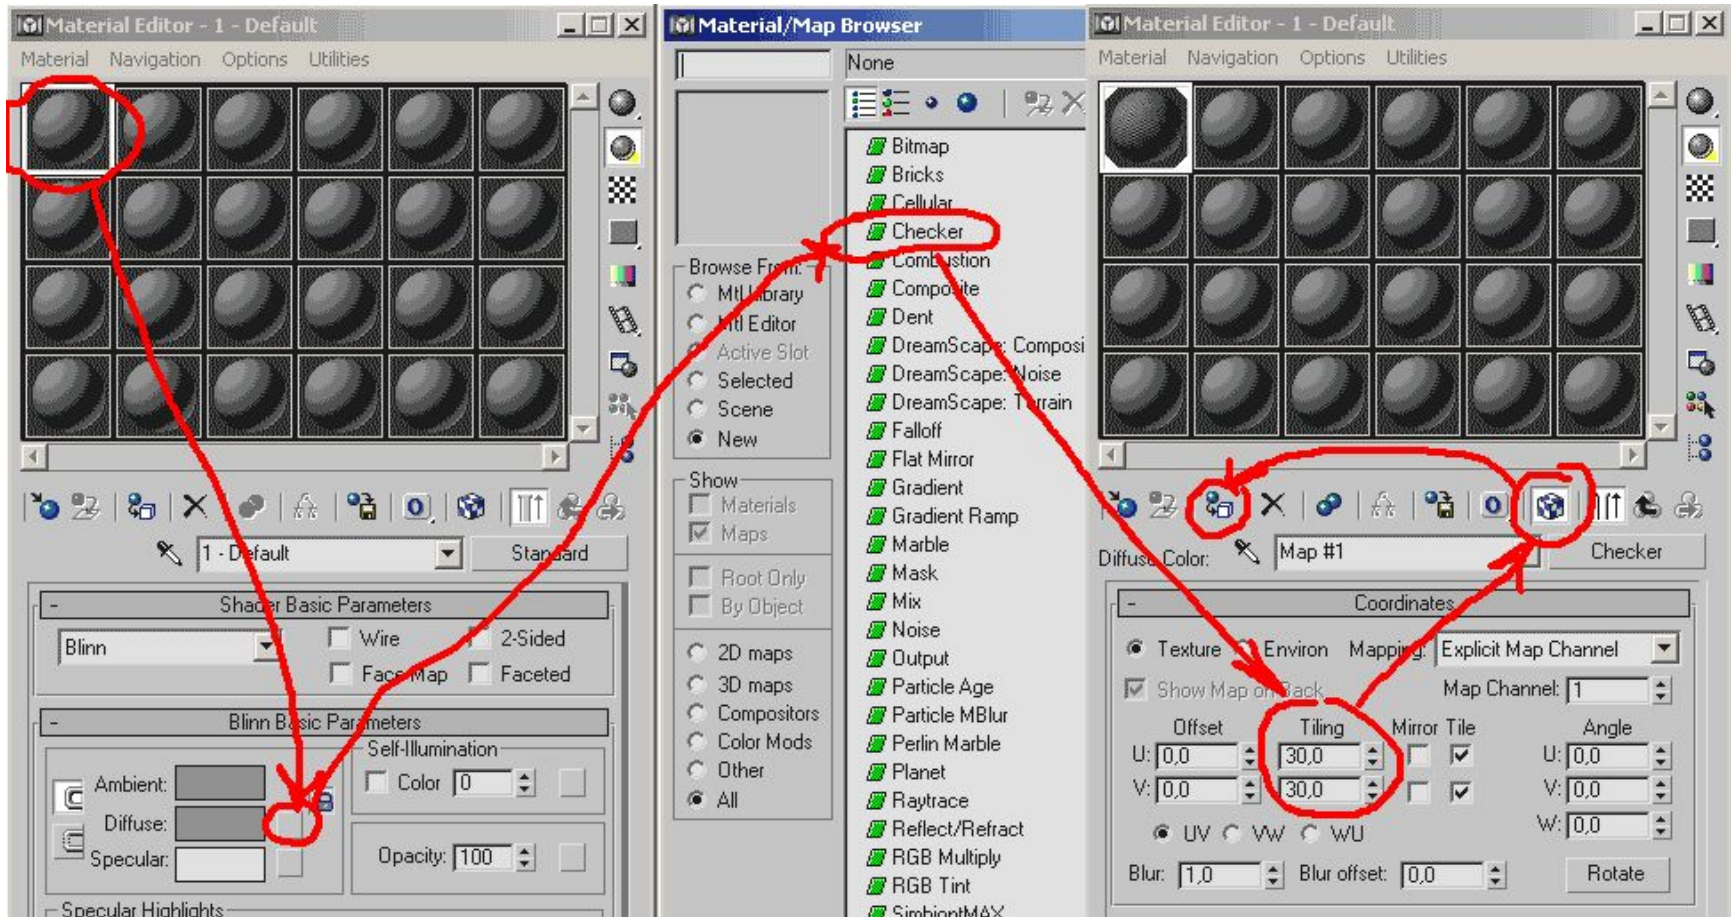 Material Editor - 1 - Default
Material Navigation Options Utilities
1 - Default
Standard
Shader Basic Parameters
Blinn
Wire
2-Sided
Face Map
Faceted
Blinn Basic Parameters
Self-Illumination
Ambient:
Color 0
Diffuse:
Specular:
Opacity: 100
Specular Highlights
Material/Map Browser
None
Browse From:
Mtl Library
Mtl Editor
Active Slot
Selected
Scene
New
Show
Materials
Maps
Root Only
By Object
2D maps
3D maps
Compositors
Color Mods
Other
All
Bitmap
Bricks
Cellular
Checker
Combustion
Composite
Dent
DreamScape: Composi
DreamScape: Noise
DreamScape: Terrain
Falloff
Flat Mirror
Gradient
Gradient Ramp
Marble
Mask
Mix
Noise
Output
Particle Age
Particle MBlur
Perlin Marble
Planet
Raytrace
Reflect/Refract
RGB Multiply
RGB Tint
SimbiontMAX
Material Editor - 1 - Default
Material Navigation Options Utilities
Diffuse Color:
Map #1
Checker
Coordinates
Texture Environ Mapping: Explicit Map Channel
Show Map on Back Map Channel: 1
Offset Tiling Mirror Tile Angle
U: 0,0 30,0 U: 0,0
V: 0,0 30,0 V: 0,0
UV VW WU W: 0,0
Blur: 1,0 Blur offset: 0,0 Rotate